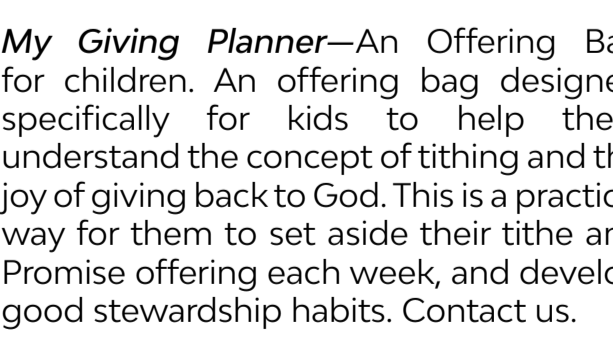 My Giving Planner—An Offering Ba
for children. An offering bag designe
specifically for kids to help the
understand the concept of tithing and th
joy of giving back to God. This is a practic
way for them to set aside their tithe an
Promise offering each week, and develo
good stewardship habits. Contact us.